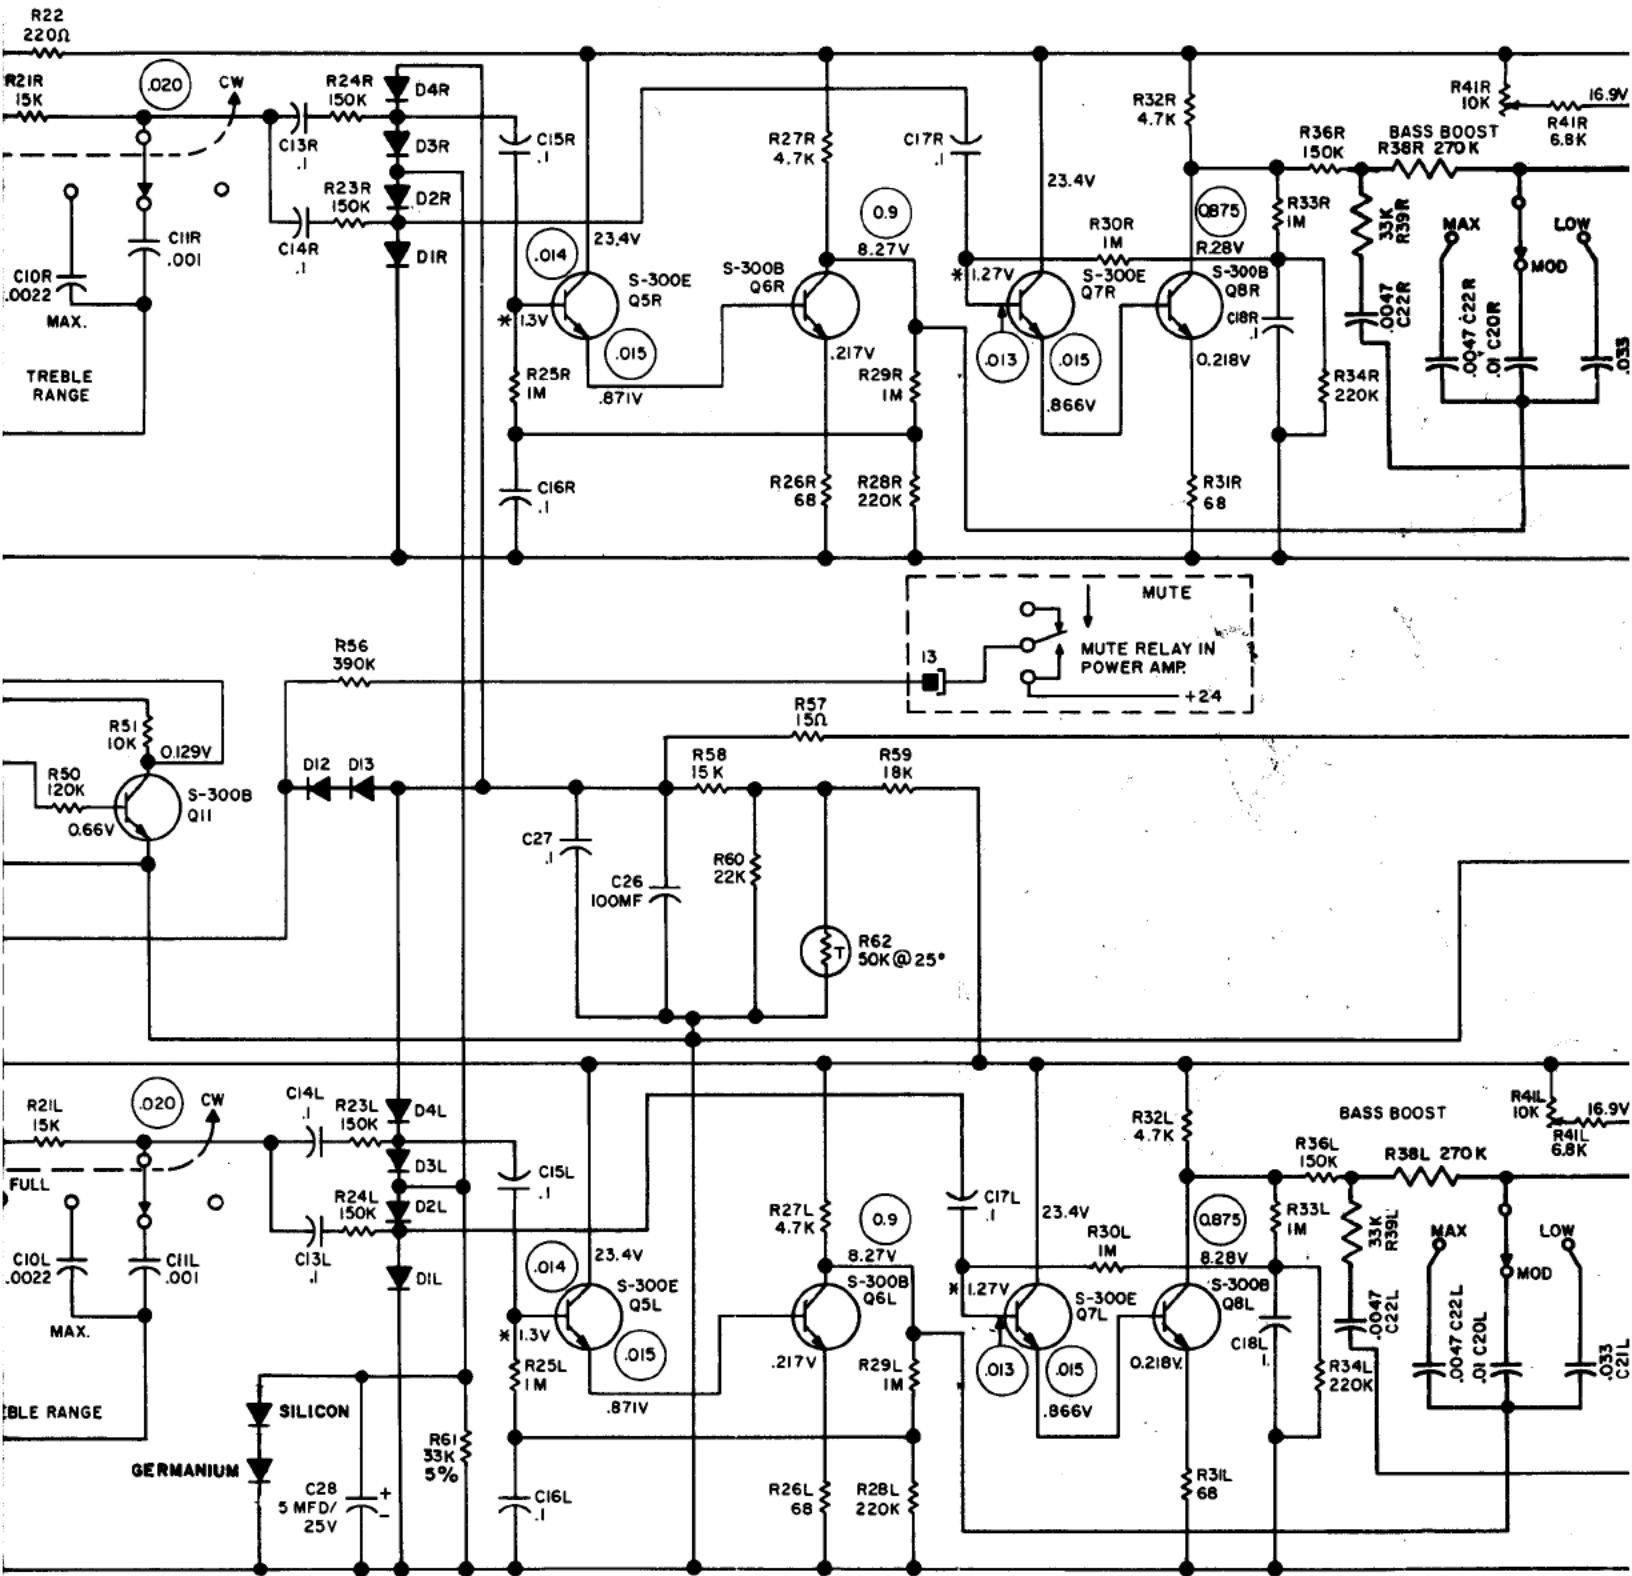 R22
220Ω
R21R
15K
.020
CW
R24R
150K
D4R
C13R
.1
D3R
R23R
150K
D2R
C14R
.1
D1R
C11R
.001
C10R
.0022
MAX.
TREBLE
RANGE
C15R
.1
23.4V
.014
S-300E
Q5R
* 1.3V
.015
R25R
1M
.871V
C16R
.1
R27R
4.7K
0.9
8.27V
S-300B
Q6R
.217V
R29R
1M
R26R
68
R28R
220K
C17R
.1
23.4V
R30R
1M
* 1.27V
S-300E
Q7R
.013
.015
.866V
R32R
4.7K
0.875
R.28V
S-300B
Q8R
R33R
1M
C18R
.1
0.218V
R34R
220K
R31R
68
R36R
150K
BASS BOOST
R38R 270K
R41R
10K
16.9V
R41R
6.8K
33K
R39R
MAX
LOW
MOD
.0047
C22R
.0047 C22R
.01 C20R
.033
MUTE
MUTE RELAY IN
POWER AMP.
13
+24
R56
390K
R51
10K
0.129V
R50
120K
S-300B
Q11
0.66V
D12 D13
R57
15Ω
R58
15K
R59
18K
C27
.1
C26
100MF
R60
22K
T
R62
50K@25°
R21L
15K
.020
CW
C14L
.1
R23L
150K
D4L
D3L
FULL
R24L
150K
D2L
C13L
.1
D1L
C10L
.0022
C11L
.001
MAX.
BLE RANGE
SILICON
GERMANIUM
C28
5 MFD/
25V
+
-
R61
33K
5%
C15L
.1
.014
23.4V
S-300E
Q5L
* 1.3V
.015
R25L
1M
.871V
C16L
.1
R27L
4.7K
0.9
8.27V
S-300B
Q6L
.217V
R29L
1M
R26L
68
R28L
220K
C17L
.1
23.4V
R30L
1M
* 1.27V
S-300E
Q7L
.013
.015
.866V
R32L
4.7K
0.875
8.28V
S-300B
Q8L
R33L
1M
C18L
1.
0.218V.
R34L
220K
R31L
68
BASS BOOST
R36L
150K
R38L 270K
R41L
10K
16.9V
R41L
6.8K
33K
R39L
MAX
LOW
MOD
.0047
C22L
.0047 C22L
.01 C20L
.033
C21L